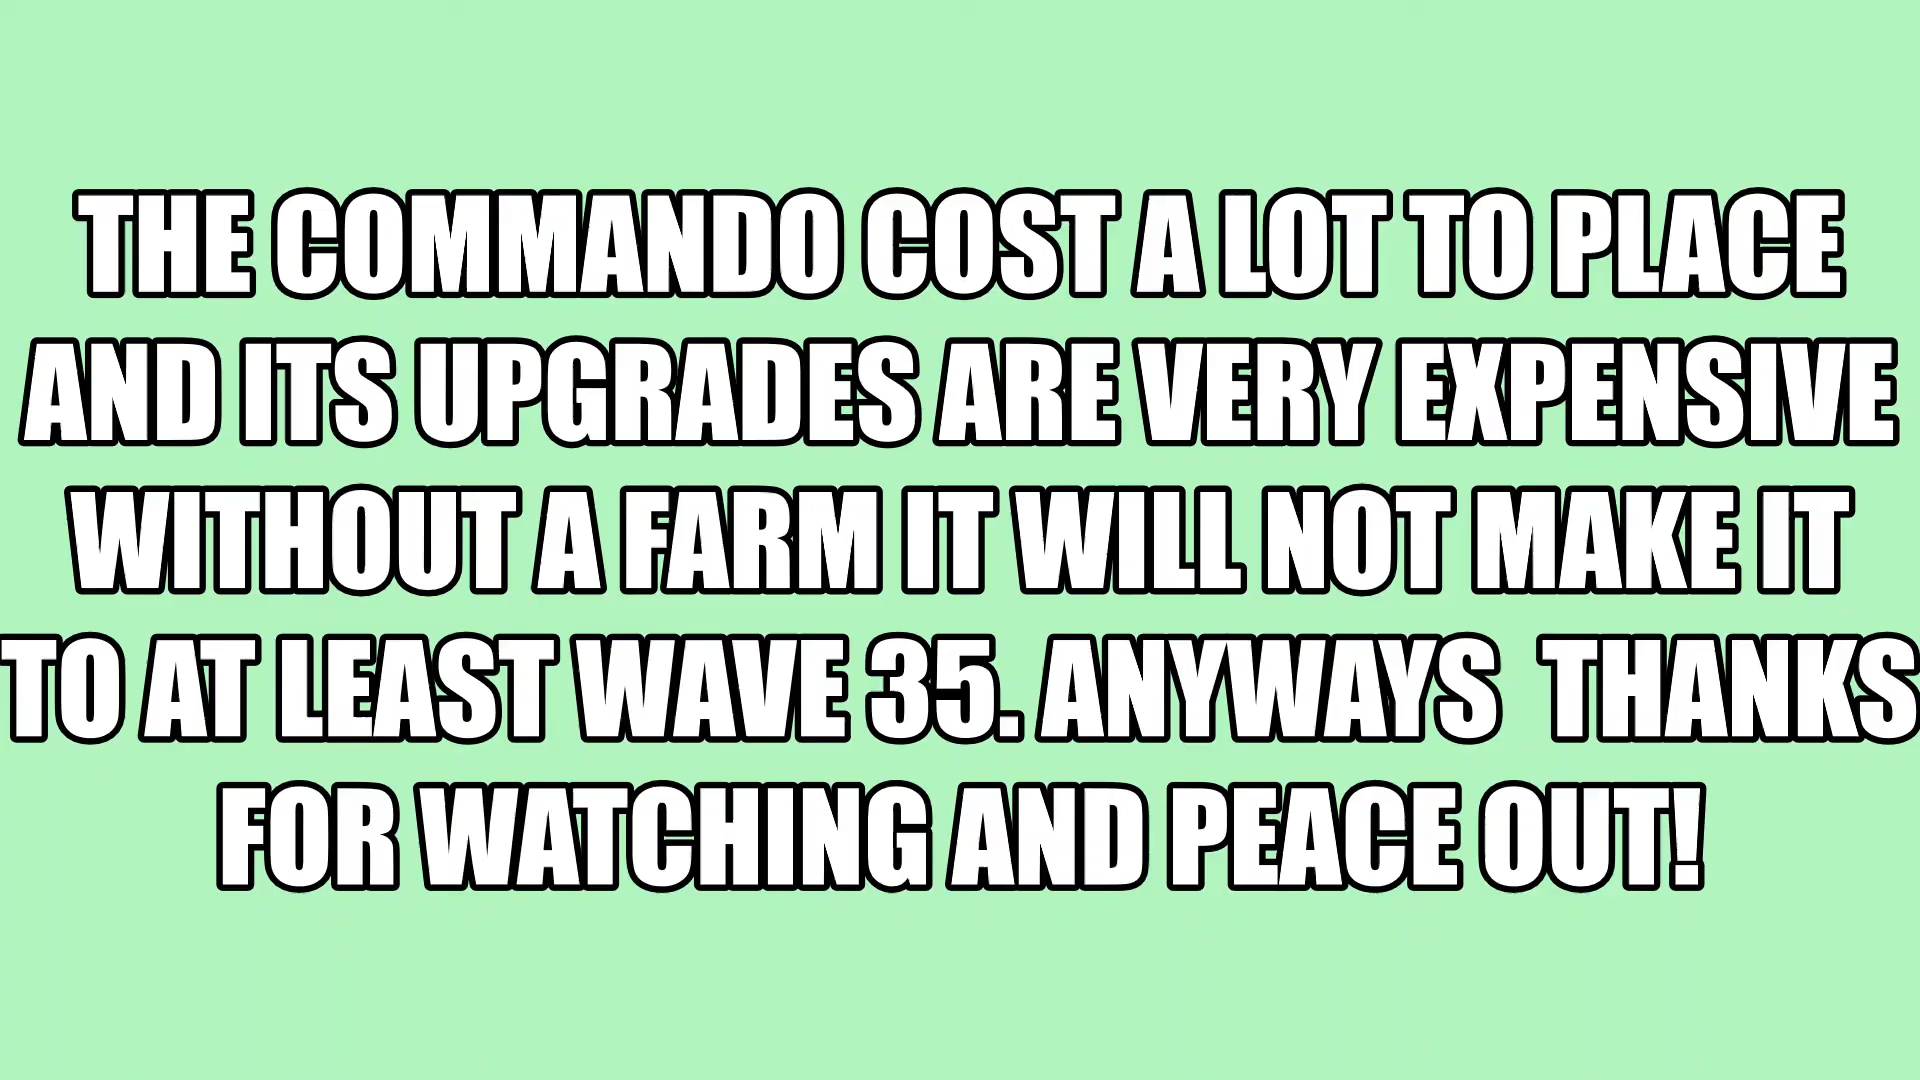 THE COMMANDO COST A LOT TO PLACE
AND ITS UPGRADES ARE VERY EXPENSIVE
WITHOUT A FARM IT WILL NOT MAKE IT
TO AT LEAST WAVE 35. ANYWAYS  THANKS
FOR WATCHING AND PEACE OUT!